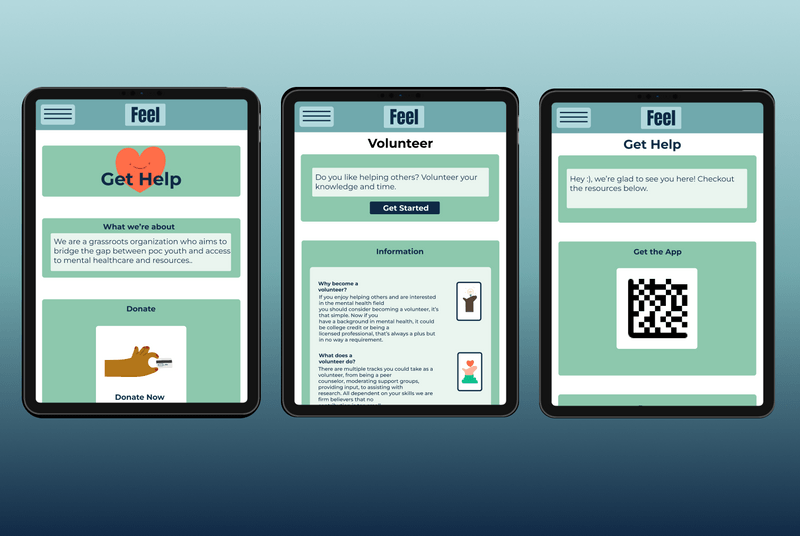 Feel
Get Help
What we're about
We are a grassroots organization who aims to
bridge the gap between poc youth and access
to mental healthcare and resources..
Donate
Donate Now
Feel
Volunteer
Do you like helping others? Volunteer your
knowledge and time.
Get Started
Information
Why become a
volunteer?
If you enjoy helping others and are interested
in the mental health field
you should consider becoming a volunteer, it's
that simple. Now if you
have a background in mental health, it could
be college credit or being a
licensed professional, that's always a plus but
in no way a requirement.
What does a
volunteer do?
There are multiple tracks you could take as a
volunteer, from being a peer
counselor, moderating support groups,
providing input, to assisting with
research. All dependent on your skills we are
firm believers that no
Feel
Get Help
Hey :), we're glad to see you here! Checkout
the resources below.
Get the App